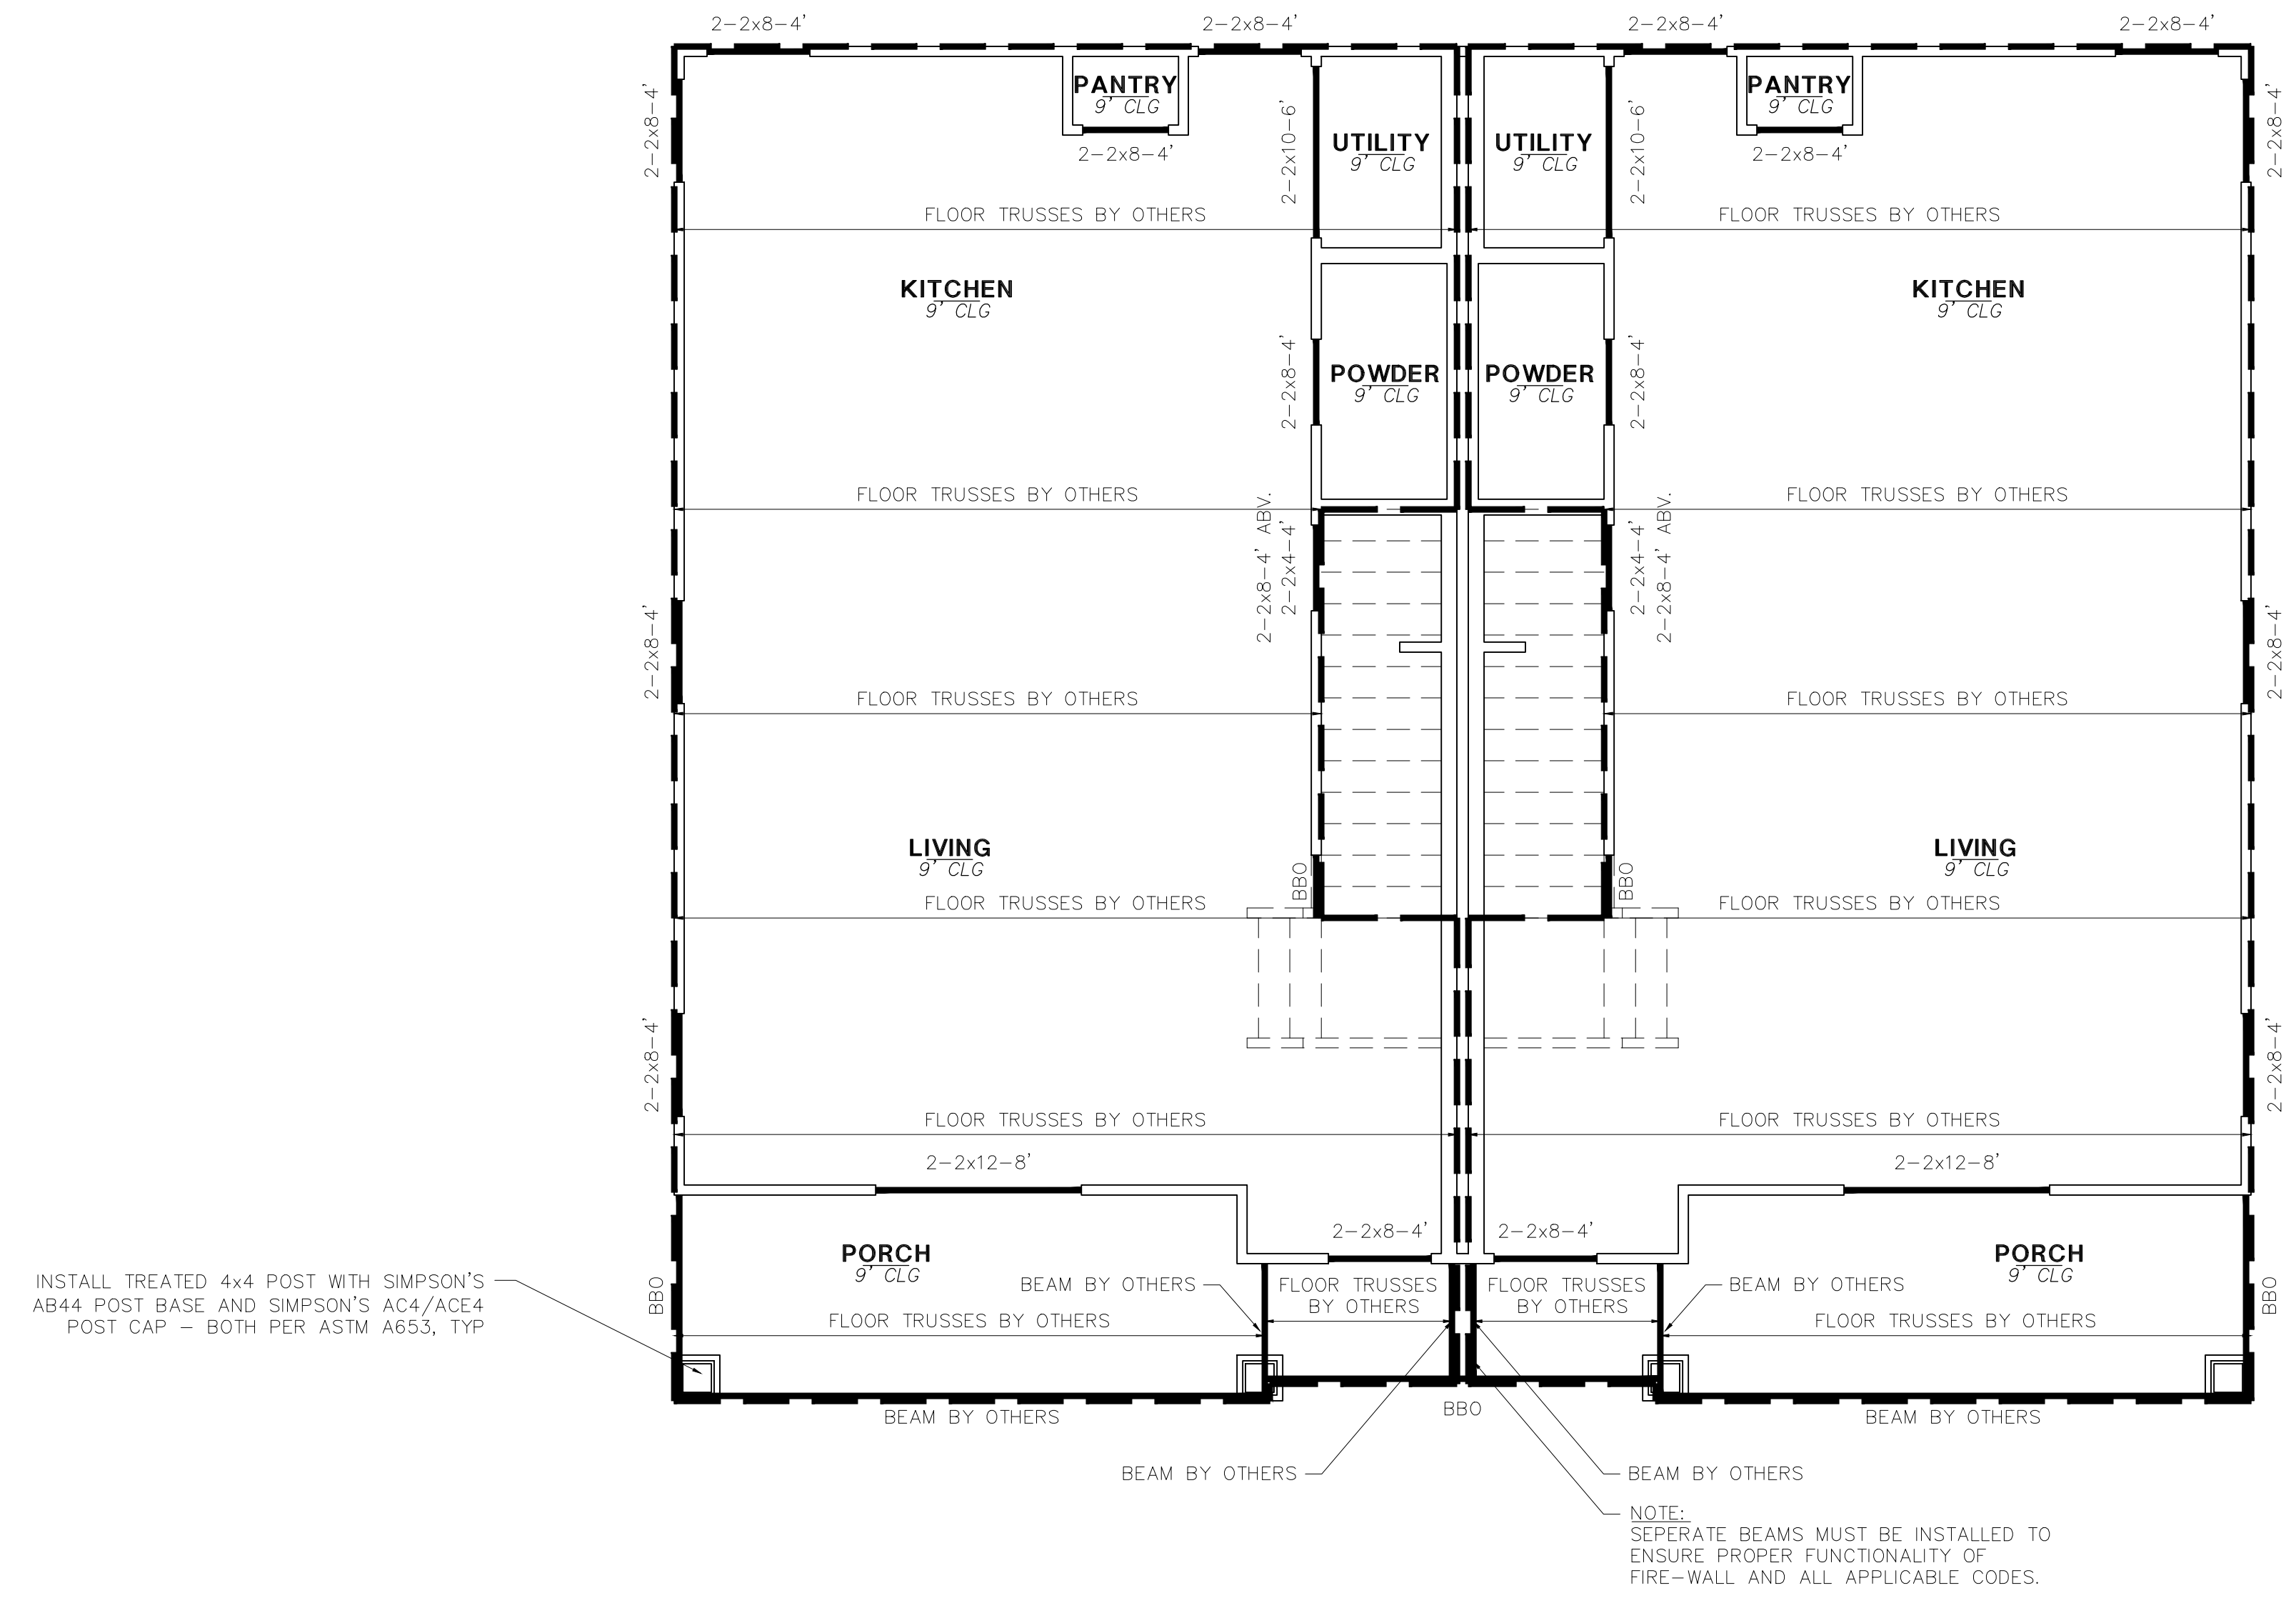 2-2x8-4'
2-2x8-4'
2-2x8-4'
2-2x8-4'
PANTRY
9' CLG
PANTRY
9' CLG
2-2x8-4'
2-2x10-6'
UTILITY
9' CLG
UTILITY
9' CLG
2-2x10-6'
2-2x8-4'
2-2x8-4'
2-2x8-4'
FLOOR TRUSSES BY OTHERS
FLOOR TRUSSES BY OTHERS
KITCHEN
9' CLG
KITCHEN
9' CLG
2-2x8-4'
POWDER
9' CLG
POWDER
9' CLG
2-2x8-4'
FLOOR TRUSSES BY OTHERS
FLOOR TRUSSES BY OTHERS
2-2x8-4' ABV.
2-2x4-4'
2-2x4-4'
2-2x8-4' ABV.
2-2x8-4'
2-2x8-4'
FLOOR TRUSSES BY OTHERS
FLOOR TRUSSES BY OTHERS
LIVING
9' CLG
LIVING
9' CLG
BBO
BBO
FLOOR TRUSSES BY OTHERS
FLOOR TRUSSES BY OTHERS
2-2x8-4'
2-2x8-4'
FLOOR TRUSSES BY OTHERS
FLOOR TRUSSES BY OTHERS
2-2x12-8'
2-2x12-8'
2-2x8-4'
2-2x8-4'
PORCH
9' CLG
PORCH
9' CLG
INSTALL TREATED 4x4 POST WITH SIMPSON'S
AB44 POST BASE AND SIMPSON'S AC4/ACE4
POST CAP - BOTH PER ASTM A653, TYP
BBO
BEAM BY OTHERS
FLOOR TRUSSES
BY OTHERS
FLOOR TRUSSES
BY OTHERS
BEAM BY OTHERS
BBO
FLOOR TRUSSES BY OTHERS
FLOOR TRUSSES BY OTHERS
BEAM BY OTHERS
BBO
BEAM BY OTHERS
BEAM BY OTHERS
BEAM BY OTHERS
NOTE:
SEPERATE BEAMS MUST BE INSTALLED TO
ENSURE PROPER FUNCTIONALITY OF
FIRE-WALL AND ALL APPLICABLE CODES.